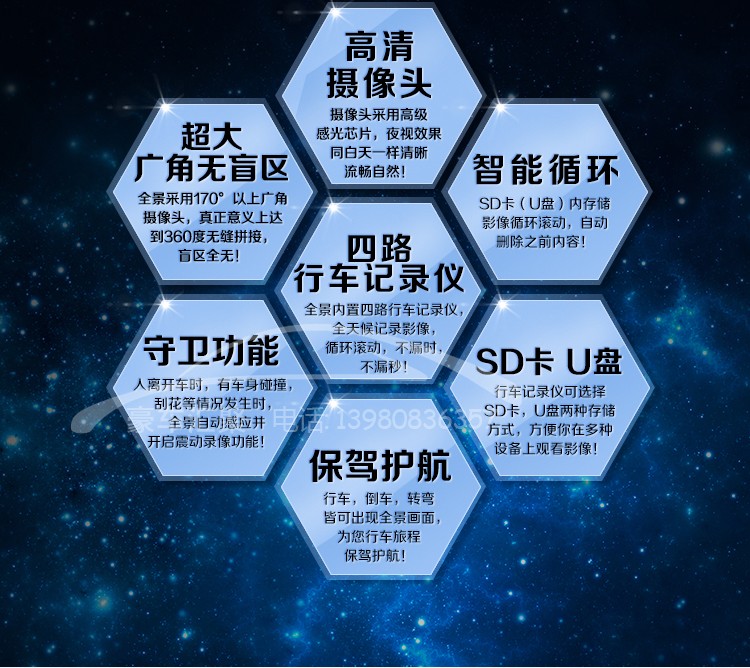 高清
摄像头
摄像头采用高级
感光芯片，夜视效果
同白天一样清晰
流畅自然！
超大
广角无盲区
全景采用170°以上广角
摄像头，真正意义上达
到360度无缝拼接，
盲区全无！
智能循环
SD卡（U盘）内存储
影像循环滚动，自动
删除之前内容！
四路
行车记录仪
全景内置四路行车记录仪，
全天候记录影像，
循环滚动，不漏时，
不漏秒！
守卫功能
人离开车时，有车身碰撞，
刮花等情况发生时，
全景自动感应并
开启震动录像功能！
SD卡 U盘
行车记录仪可选择
SD卡，U盘两种存储
方式，方便你在多种
设备上观看影像！
电话:
保驾护航
行车，倒车，转弯
皆可出现全景画面，
为您行车旅程
保驾护航！